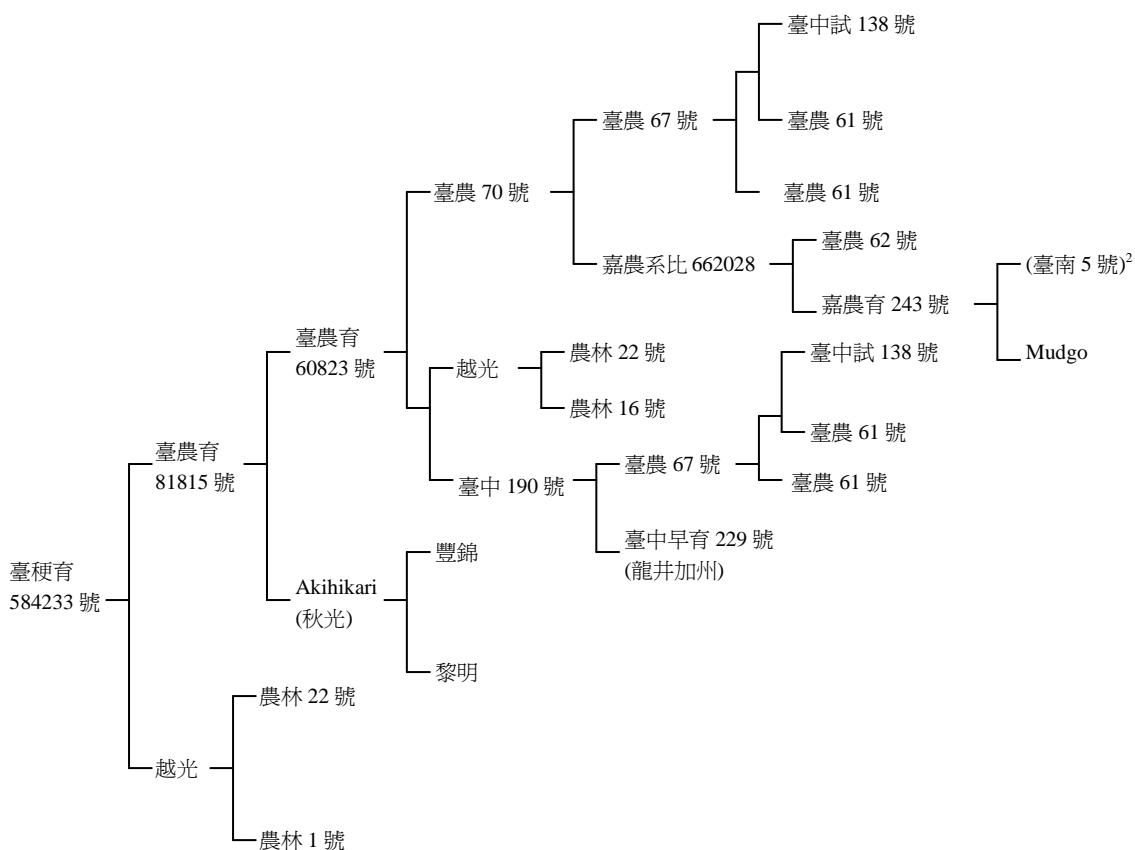 臺中試 138 號
臺農 67 號
臺農 61 號
臺農 70 號
臺農 61 號
臺農 62 號
嘉農系比 662028
(臺南 5 號)2
嘉農育 243 號
臺農育
60823 號
農林 22 號
臺中試 138 號
Mudgo
越光
農林 16 號
臺農 61 號
臺農育
81815 號
臺農 67 號
臺中 190 號
臺農 61 號
臺中早育 229 號
(龍井加州)
豐錦
臺稉育
584233 號
Akihikari
(秋光)
黎明
農林 22 號
越光
農林 1 號